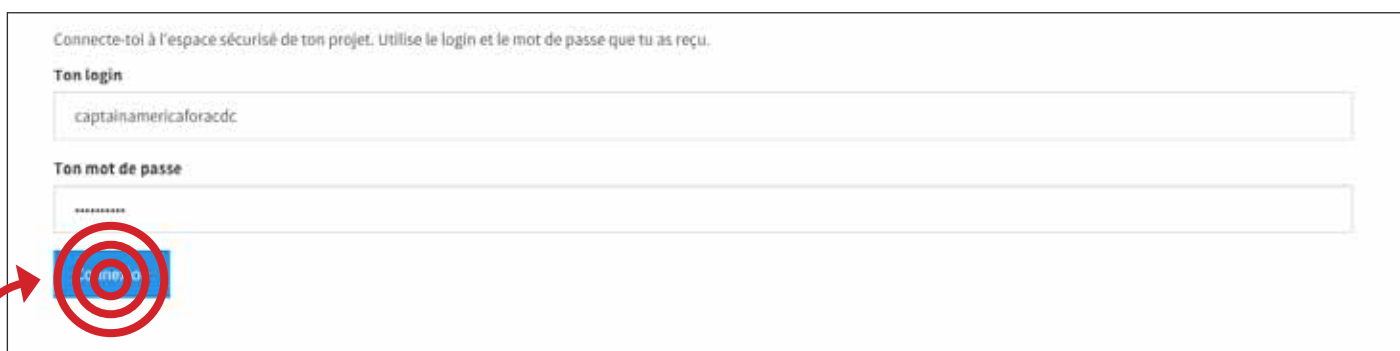 Connecte-toi à l'espace sécurisé de ton projet. Utilise le login et le mot de passe que tu as reçu.
Ton login
captainamericaforacdc
Ton mot de passe
••••••••••
Connexion